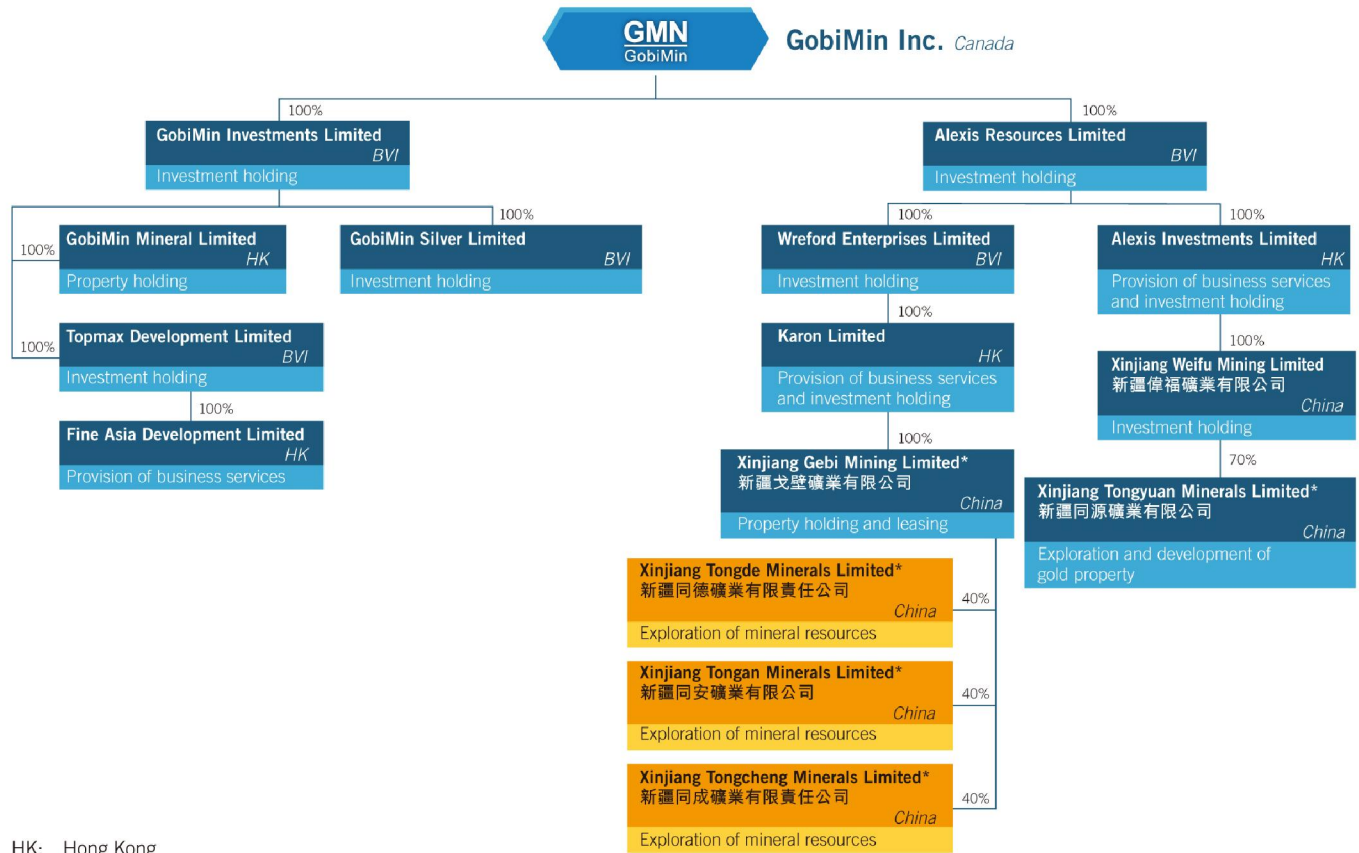 GMN
GobiMin
GobiMin Inc. Canada
100%
100%
GobiMin Investments Limited
BVI
Investment holding
Alexis Resources Limited
BVI
Investment holding
100%
GobiMin Mineral Limited
HK
Property holding
100%
GobiMin Silver Limited
BVI
Investment holding
100%
Topmax Development Limited
BVI
Investment holding
100%
Fine Asia Development Limited
HK
Provision of business services
100%
Wreford Enterprises Limited
BVI
Investment holding
100%
Karon Limited
HK
Provision of business services
and investment holding
100%
Xinjiang Gebi Mining Limited*
新疆戈壁礦業有限公司
China
Property holding and leasing
Xinjiang Tongde Minerals Limited*
新疆同德礦業有限責任公司
China
Exploration of mineral resources
40%
Xinjiang Tongan Minerals Limited*
新疆同安礦業有限公司
China
Exploration of mineral resources
40%
Xinjiang Tongcheng Minerals Limited*
新疆同成礦業有限責任公司
China
Exploration of mineral resources
40%
100%
Alexis Investments Limited
HK
Provision of business services
and investment holding
100%
Xinjiang Weifu Mining Limited
新疆偉福礦業有限公司
China
Investment holding
70%
Xinjiang Tongyuan Minerals Limited*
新疆同源礦業有限公司
China
Exploration and development of
gold property
HK: Hong Kong